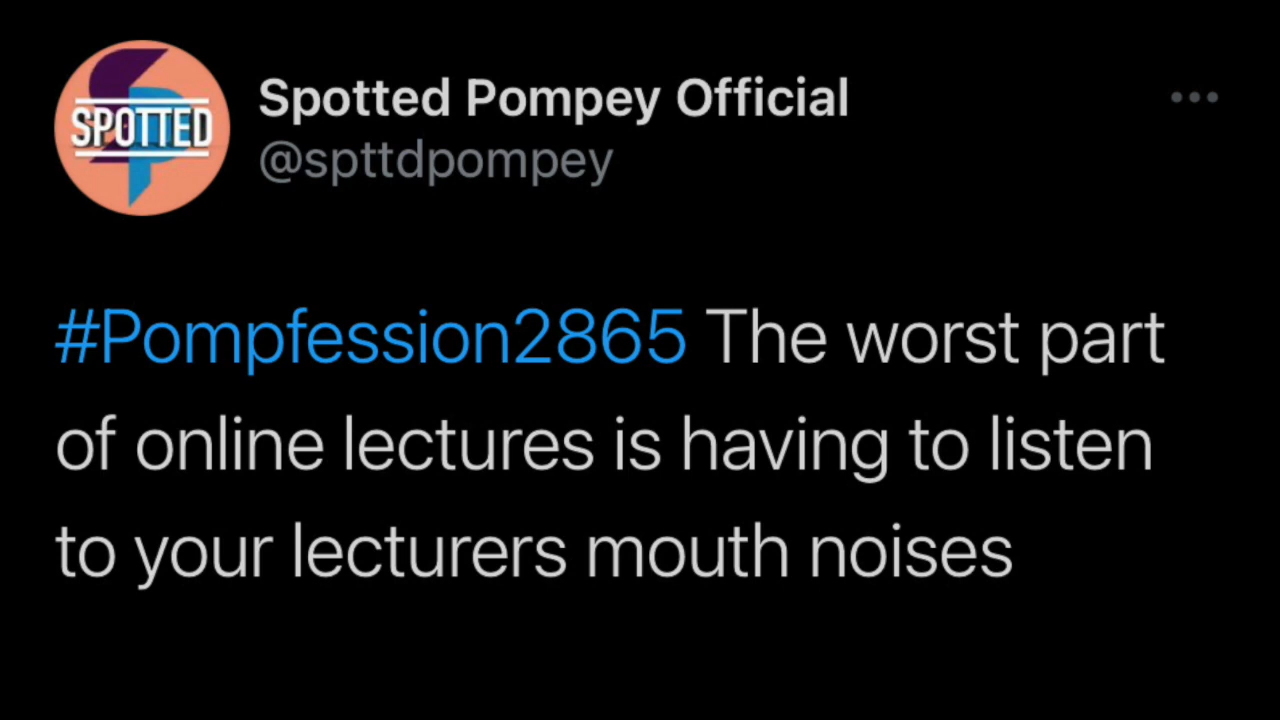 SPOTTED
Spotted Pompey Official
@spttdpompey
#Pompfession2865 The worst part
of online lectures is having to listen
to your lecturers mouth noises